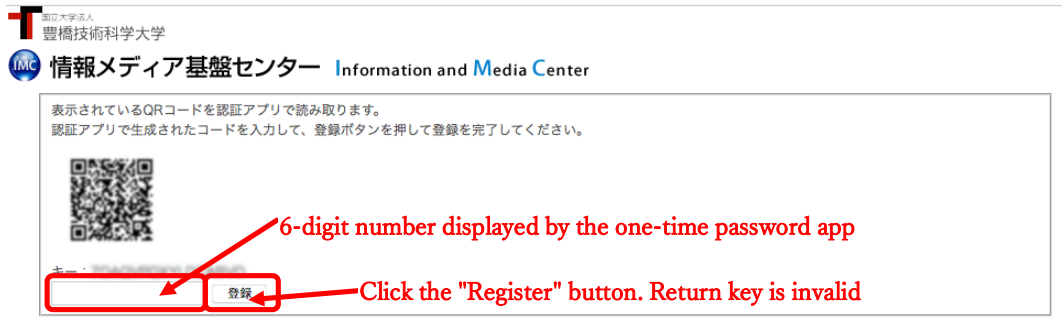 国立大学法人
豊橋技術科学大学
IMC 情報メディア基盤センター Information and Media Center
表示されているQRコードを認証アプリで読み取ります。
認証アプリで生成されたコードを入力して、登録ボタンを押して登録を完了してください。
6-digit number displayed by the one-time password app
キー：
登録
Click the "Register" button. Return key is invalid